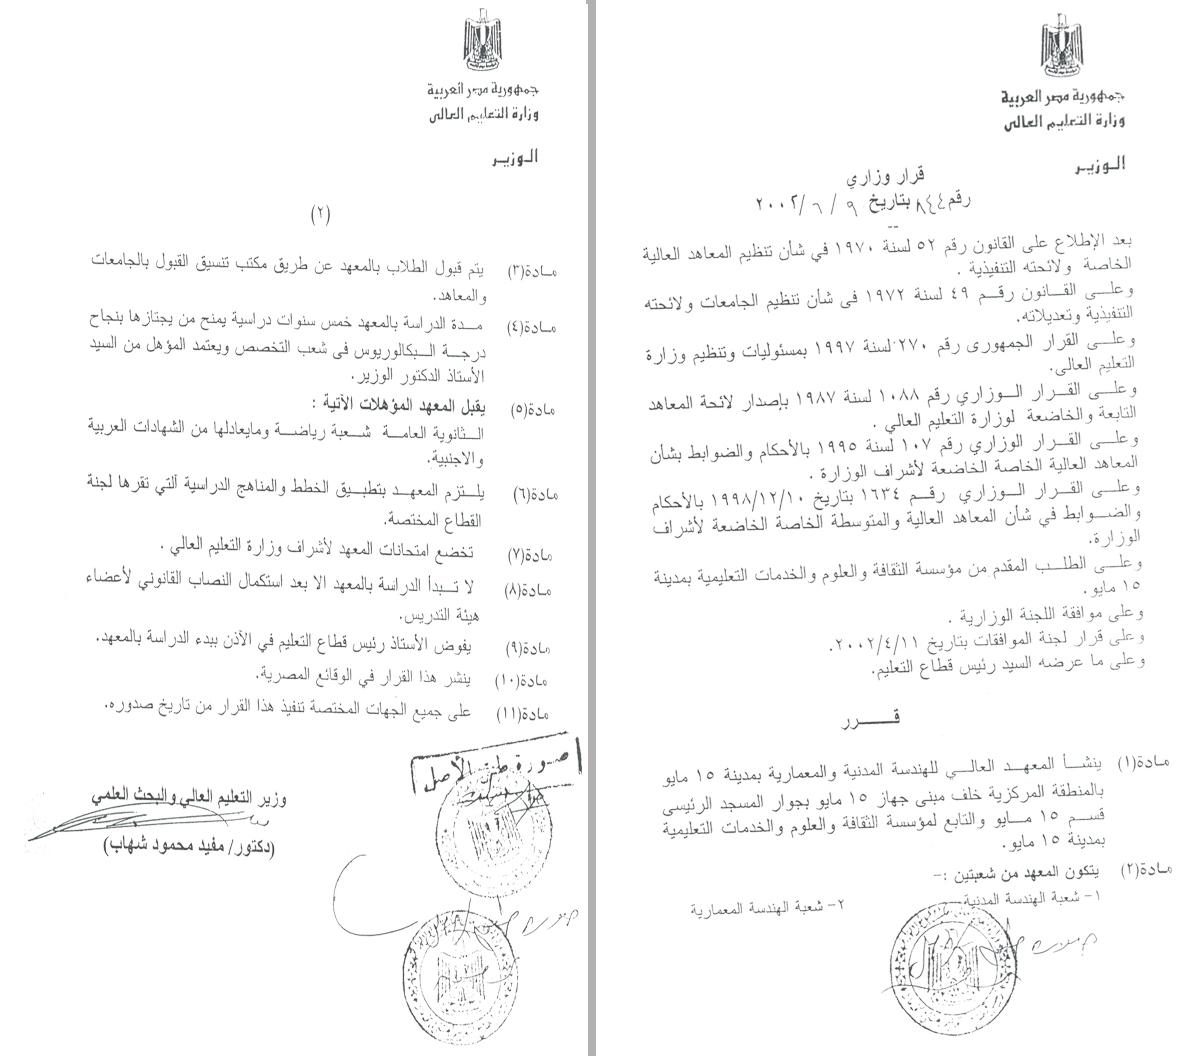 جمهورية مصر العربية
وزارة التعليم العالى
الوزير
قرار وزاري
رقم ٨٤٤ بتاريخ ٩ / ٦ / ٢٠٠٢
بعد الإطلاع على القانون رقم ٥٢ لسنة ١٩٧٠ في شأن تنظيم المعاهد العالية
الخاصة ولائحته التنفيذية .
وعلى القانون رقم ٤٩ لسنة ١٩٧٢ فى شأن تنظيم الجامعات ولائحته
التنفيذية وتعديلاته.
وعلى القرار الجمهورى رقم ٢٧٠ لسنة ١٩٩٧ بمسئوليات وتنظيم وزارة
التعليم العالى.
وعلى القرار الوزاري رقم ١٠٨٨ لسنة ١٩٨٧ بإصدار لائحة المعاهد
التابعة والخاضعة لوزارة التعليم العالي .
وعلى القرار الوزاري رقم ١٠٧ لسنة ١٩٩٥ بالأحكام والضوابط بشأن
المعاهد العالية الخاصة الخاضعة لأشراف الوزارة .
وعلى القرار الوزاري رقم ١٦٣٤ بتاريخ ١٩٩٨/١٢/١٠ بالأحكام
والضوابط في شأن المعاهد العالية والمتوسطة الخاصة الخاضعة لأشراف
الوزارة.
وعلى الطلب المقدم من مؤسسة الثقافة والعلوم والخدمات التعليمية بمدينة
١٥ مايو .
وعلى موافقة اللجنة الوزارية .
وعلى قرار لجنة الموافقات بتاريخ ٢٠٠٢/٤/١١.
وعلى ما عرضه السيد رئيس قطاع التعليم.
قرر
مادة(١) ينشأ المعهد العالي للهندسة المدنية والمعمارية بمدينة ١٥ مايو
بالمنطقة المركزية خلف مبنى جهاز ١٥ مايو بجوار المسجد الرئيسى
قسم ١٥ مايو والتابع لمؤسسة الثقافة والعلوم والخدمات التعليمية
بمدينة ١٥ مايو .
مادة(٢) يتكون المعهد من شعبتين :-
١- شعبة الهندسة المدنية ٢- شعبة الهندسة المعمارية
جمهورية مصر العربية
وزارة التعليم العالى
الوزير
(٢)
مادة(٣) يتم قبول الطلاب بالمعهد عن طريق مكتب تنسيق القبول بالجامعات
والمعاهد.
مادة(٤) مدة الدراسة بالمعهد خمس سنوات دراسية يمنح من يجتازها بنجاح
درجة البكالوريوس فى شعب التخصص ويعتمد المؤهل من السيد
الأستاذ الدكتور الوزير.
مادة(٥) يقبل المعهد المؤهلات الآتية :
الثانوية العامة شعبة رياضة ومايعادلها من الشهادات العربية
والاجنبية.
مادة(٦) يلتزم المعهد بتطبيق الخطط والمناهج الدراسية آلتي تقرها لجنة
القطاع المختصة.
مادة(٧) تخضع امتحانات المعهد لأشراف وزارة التعليم العالي .
مادة(٨) لا تبدأ الدراسة بالمعهد الا بعد استكمال النصاب القانوني لأعضاء
هيئة التدريس.
مادة(٩) يفوض الأستاذ رئيس قطاع التعليم في الآذن ببدء الدراسة بالمعهد.
مادة(١٠) ينشر هذا القرار في الوقائع المصرية.
مادة(١١) على جميع الجهات المختصة تنفيذ هذا القرار من تاريخ صدوره.
صورة طبق الأصل
وزير التعليم العالي والبحث العلمي
(دكتور/ مفيد محمود شهاب)